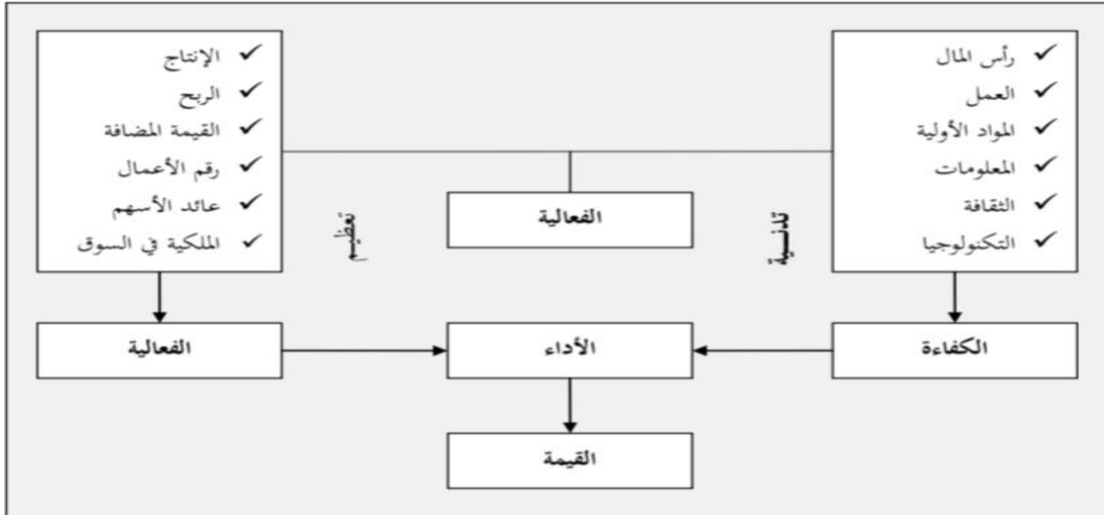 ✓ رأس المال
✓ العمل
✓ المواد الأولية
✓ المعلومات
✓ الثقافة
✓ التكنولوجيا
✓ الإنتاج
✓ الربح
✓ القيمة المضافة
✓ رقم الأعمال
✓ عائد الأسهم
✓ الملكية في السوق
تدنـية
الفعالية
تعظيم
الكفاءة
الأداء
الفعالية
القيمة